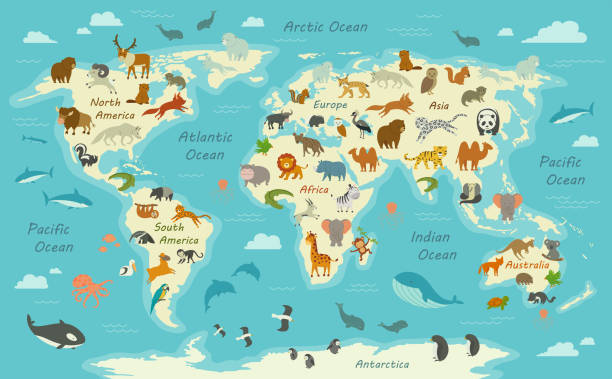 Arctic Ocean
North
America
Europe
Asia
Atlantic
Ocean
Pacific
Ocean
Africa
Pacific
Ocean
South
America
Indian
Ocean
Australia
Antarctica